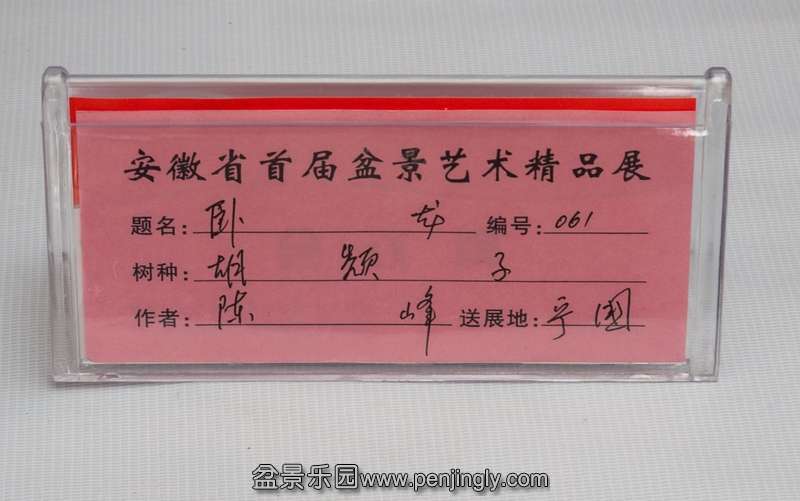 安徽省首届盆景艺术精品展
题名: 卧龙 编号: 061
树种: 胡颓子
作者: 陈峰 送展地: 宁國
盆景乐园www.penjingly.com